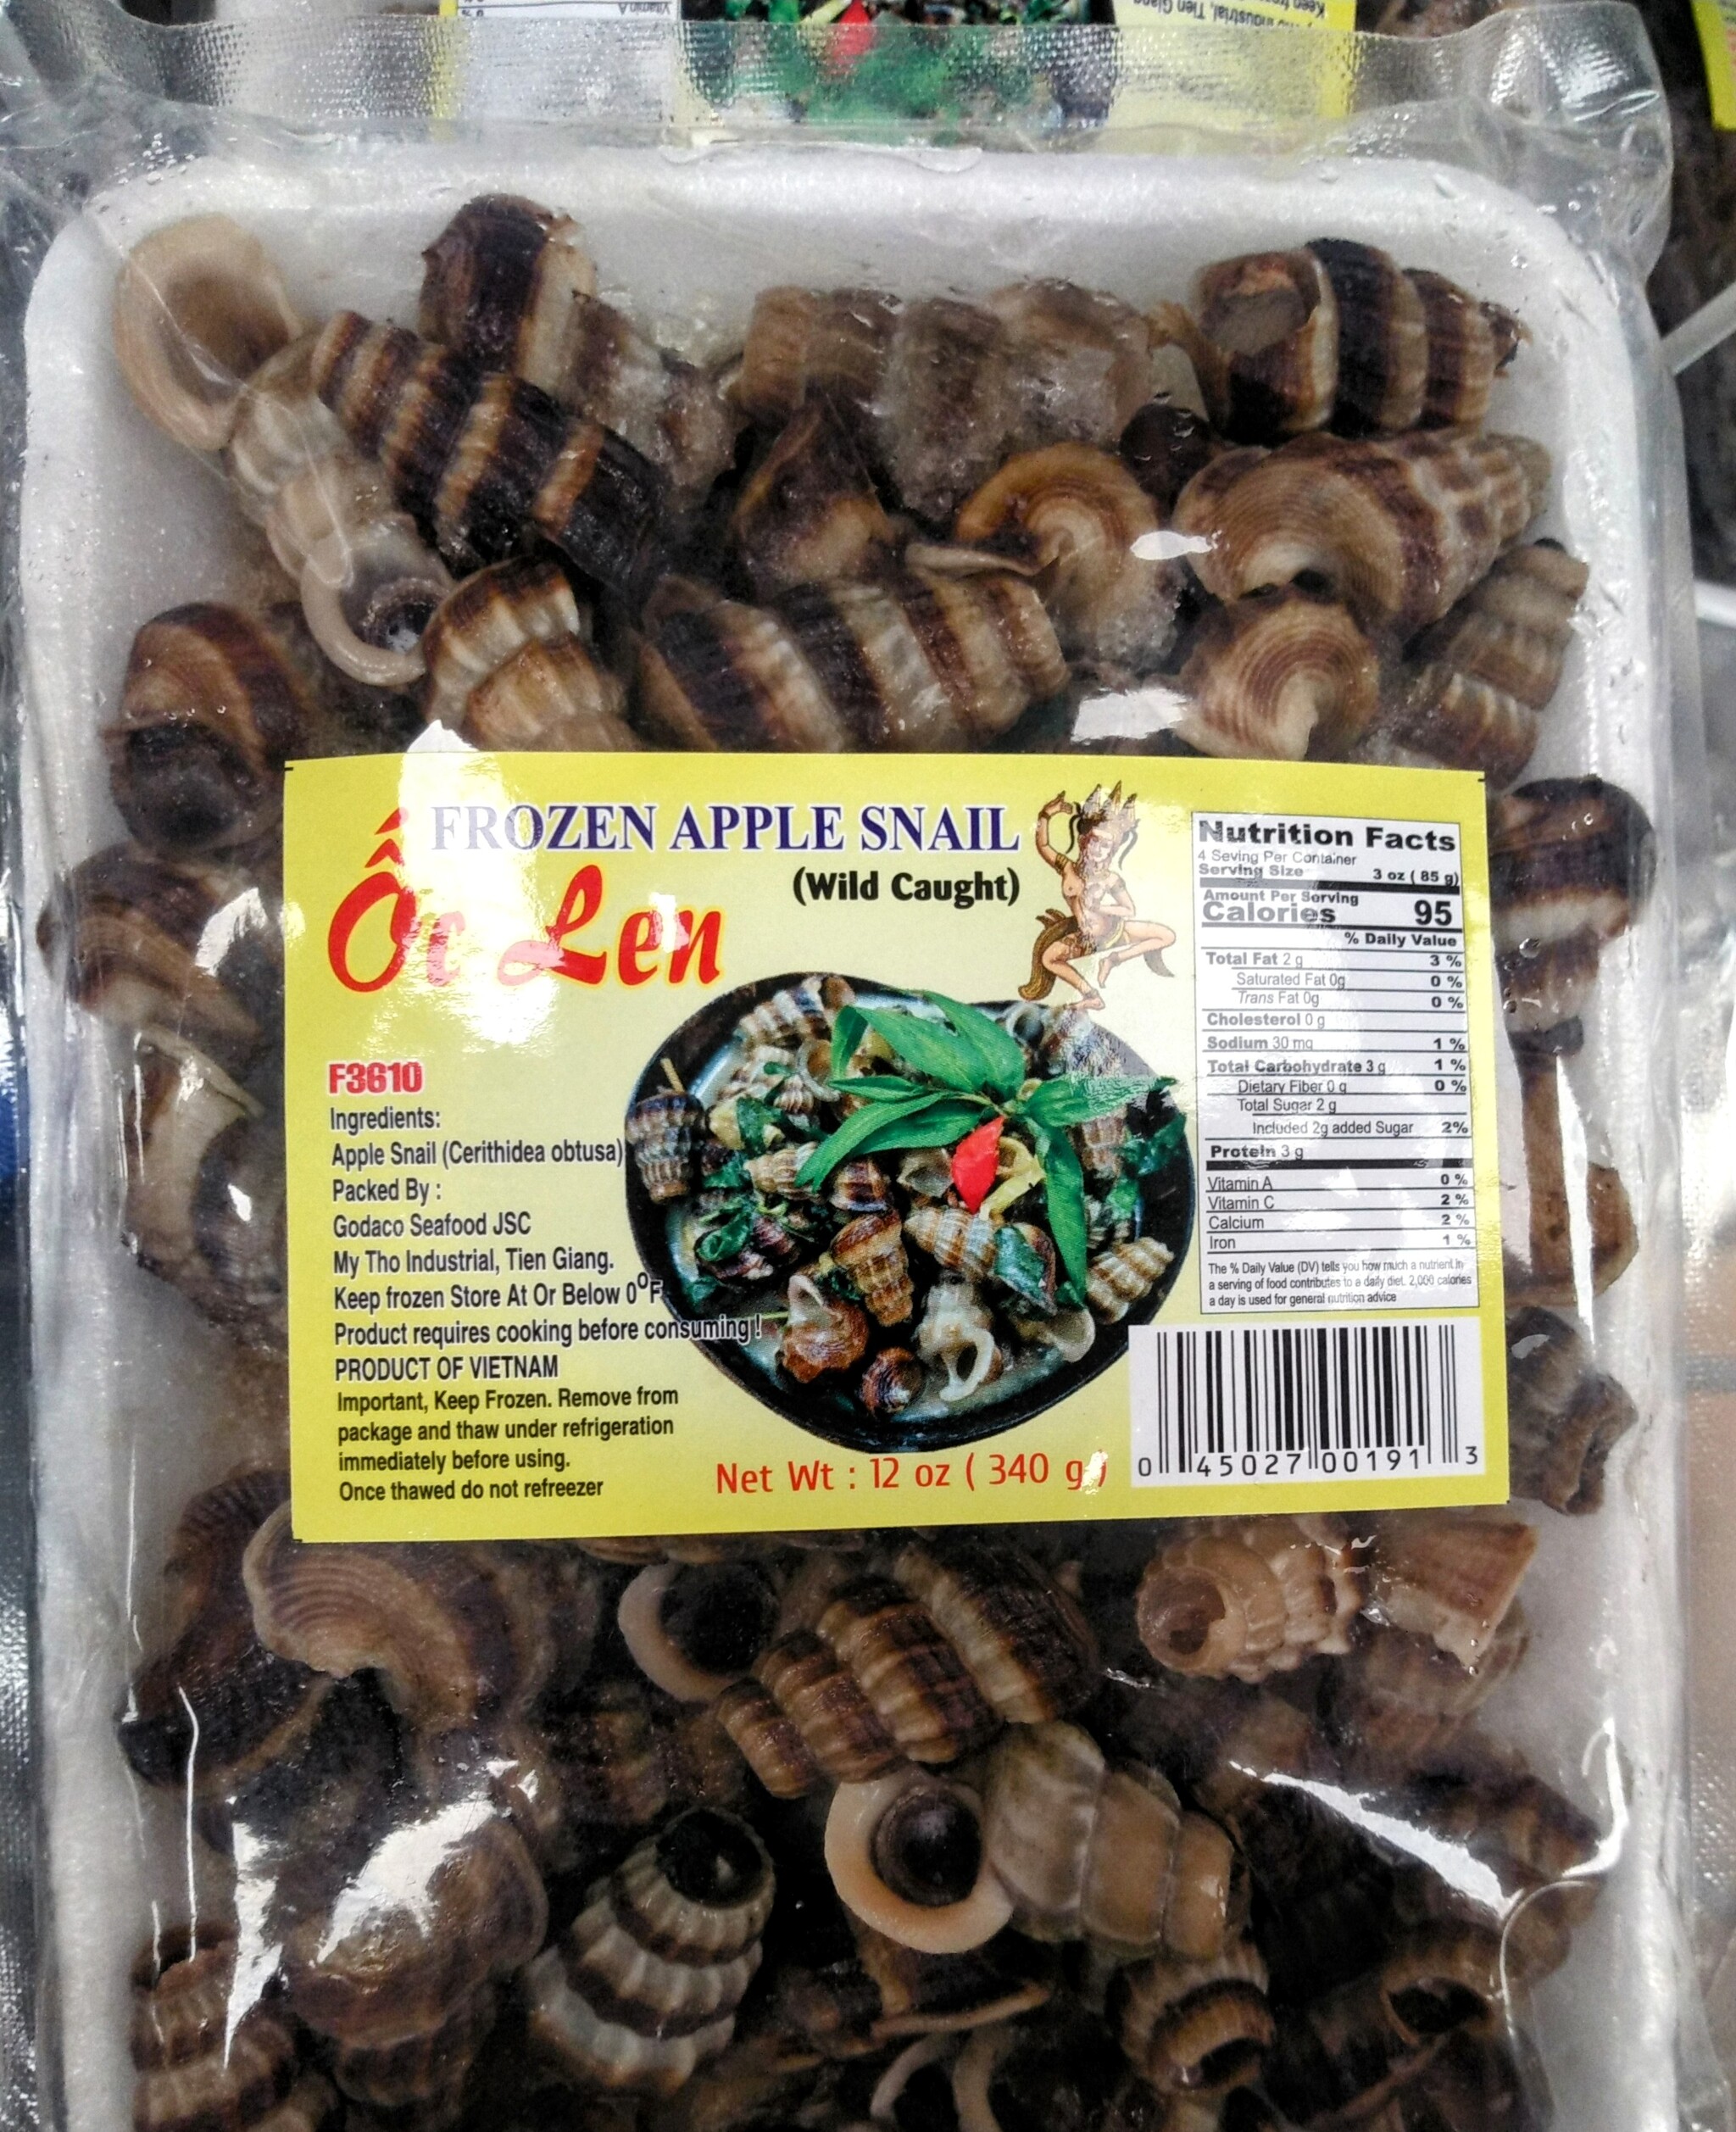 FROZEN APPLE SNAIL
(Wild Caught)
Ốc Len
F3610
Ingredients:
Apple Snail (Cerithidea obtusa)
Packed By :
Godaco Seafood JSC
My Tho Industrial, Tien Giang.
Keep frozen Store At Or Below 0°F
Product requires cooking before consuming !
PRODUCT OF VIETNAM
Important, Keep Frozen. Remove from
package and thaw under refrigeration
immediately before using.
Once thawed do not refreezer
Net Wt : 12 oz ( 340 g )
Nutrition Facts
4 Seving Per Container
Serving Size 3 oz ( 85 g)
Amount Per Serving
Calories 95
% Daily Value
Total Fat 2 g 3 %
Saturated Fat 0g 0 %
Trans Fat 0g 0 %
Cholesterol 0 g
Sodium 30 mg 1 %
Total Carbohydrate 3 g 1 %
Dietary Fiber 0 g 0 %
Total Sugar 2 g
Included 2g added Sugar 2%
Protein 3 g
Vitamin A 0 %
Vitamin C 2 %
Calcium 2 %
Iron 1 %
The % Daily Value (DV) tells you how much a nutrient in
a serving of food contributes to a daily diet. 2,000 calories
a day is used for general nutrition advice
0 45027 00191 3